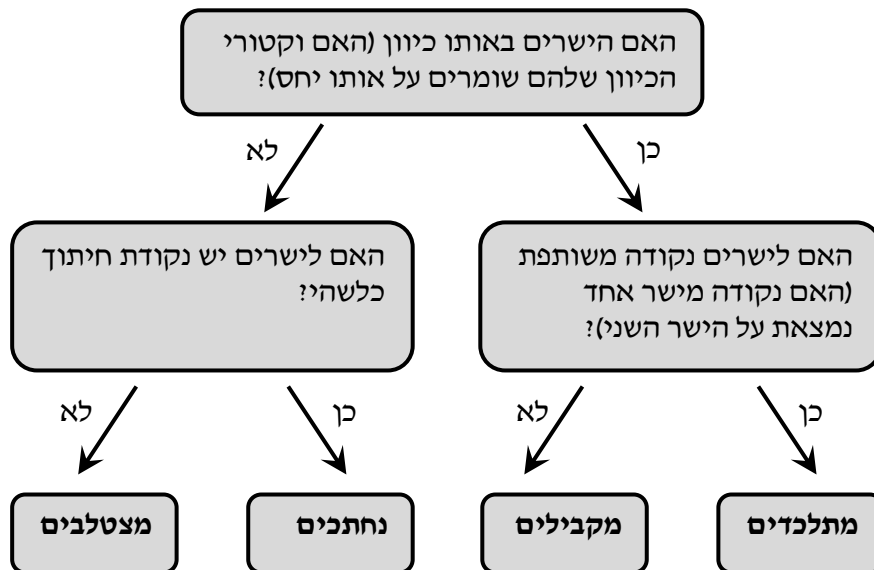 האם הישרים באותו כיוון (האם וקטורי
הכיוון שלהם שומרים על אותו יחס)?
כן
לא
האם לישרים נקודה משותפת
(האם נקודה מישר אחד
נמצאת על הישר השני)?
האם לישרים יש נקודת חיתוך
כלשהי?
כן
לא
כן
לא
מתלכדים
מקבילים
נחתכים
מצטלבים